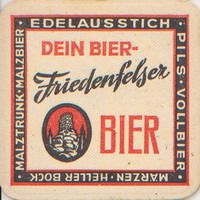 EDELAUSSTICH
DEIN BIER-
Friedenfelser
BIER
PILS·VOLLBIER
MÄRZEN·HELLER BOCK
MALZTRUNK·MALZBIER